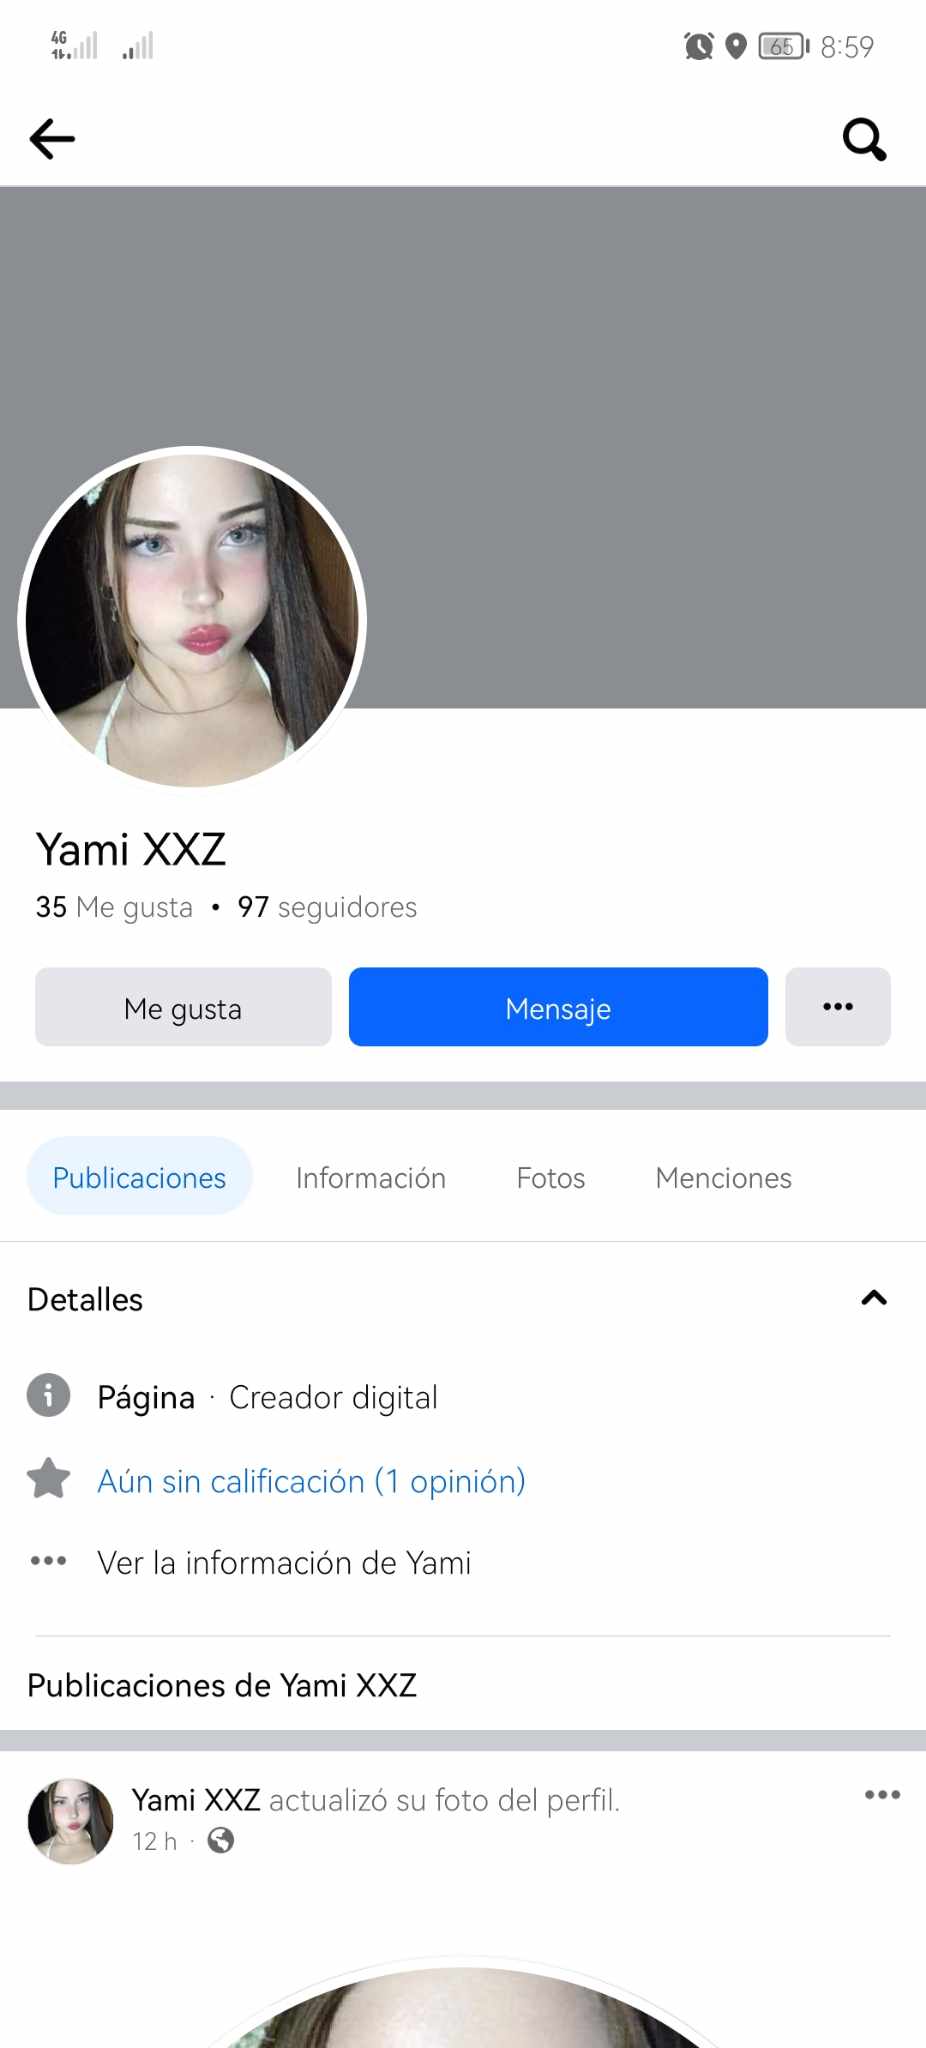 4G
65 8:59
Yami XXZ
35 Me gusta • 97 seguidores
Me gusta
Mensaje
Publicaciones
Información
Fotos
Menciones
Detalles
Página · Creador digital
Aún sin calificación (1 opinión)
Ver la información de Yami
Publicaciones de Yami XXZ
Yami XXZ actualizó su foto del perfil.
12 h ·